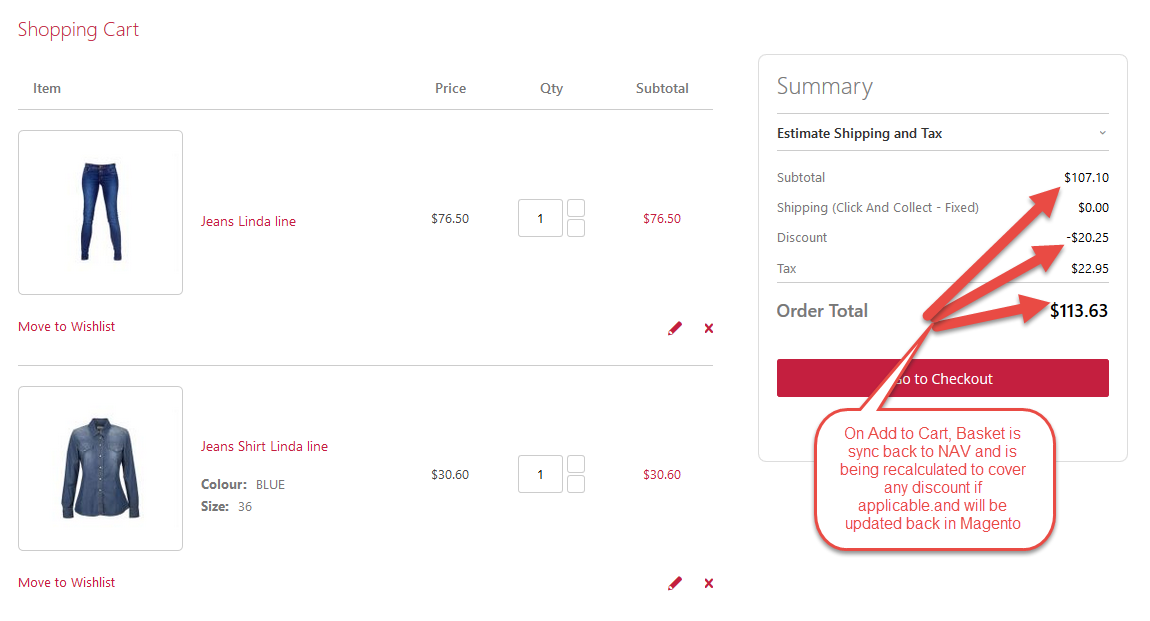 Shopping Cart
Item Price Qty Subtotal
Jeans Linda line $76.50 1 $76.50
Move to Wishlist
Jeans Shirt Linda line
Colour: BLUE
Size: 36
$30.60 1 $30.60
Move to Wishlist
Summary
Estimate Shipping and Tax
Subtotal $107.10
Shipping (Click And Collect - Fixed) $0.00
Discount -$20.25
Tax $22.95
Order Total $113.63
Go to Checkout
On Add to Cart, Basket is
sync back to NAV and is
being recalculated to cover
any discount if
applicable.and will be
updated back in Magento